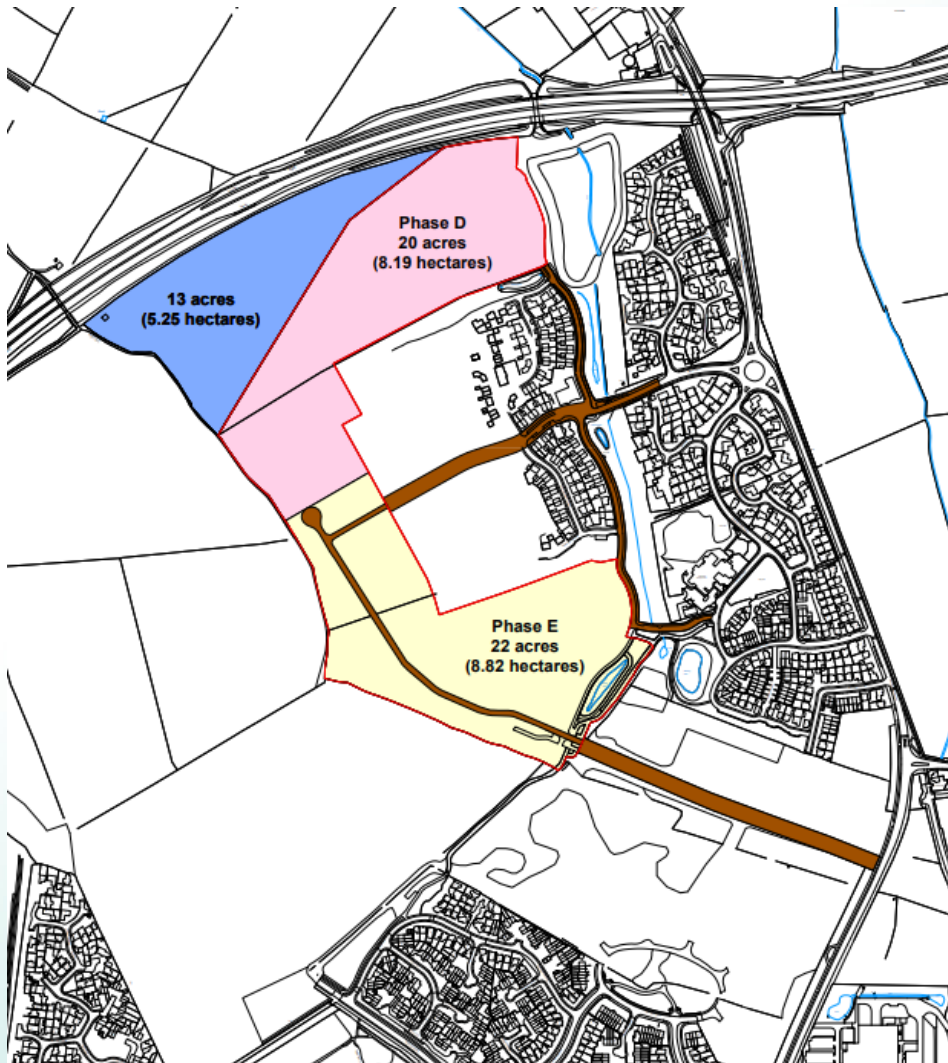 Phase D
20 acres
(8.19 hectares)
13 acres
(5.25 hectares)
Phase E
22 acres
(8.82 hectares)